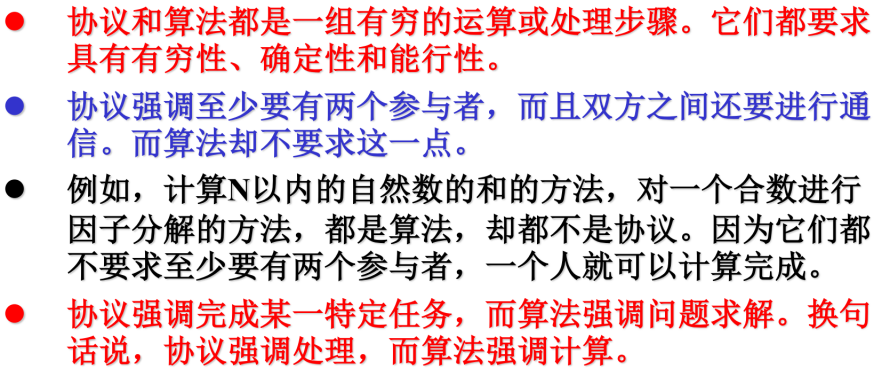 ● 协议和算法都是一组有穷的运算或处理步骤。它们都要求
具有有穷性、确定性和能行性。
● 协议强调至少要有两个参与者，而且双方之间还要进行通
信。而算法却不要求这一点。
● 例如，计算N以内的自然数的和的方法，对一个合数进行
因子分解的方法，都是算法，却都不是协议。因为它们都
不要求至少要有两个参与者，一个人就可以计算完成。
● 协议强调完成某一特定任务，而算法强调问题求解。换句
话说，协议强调处理，而算法强调计算。